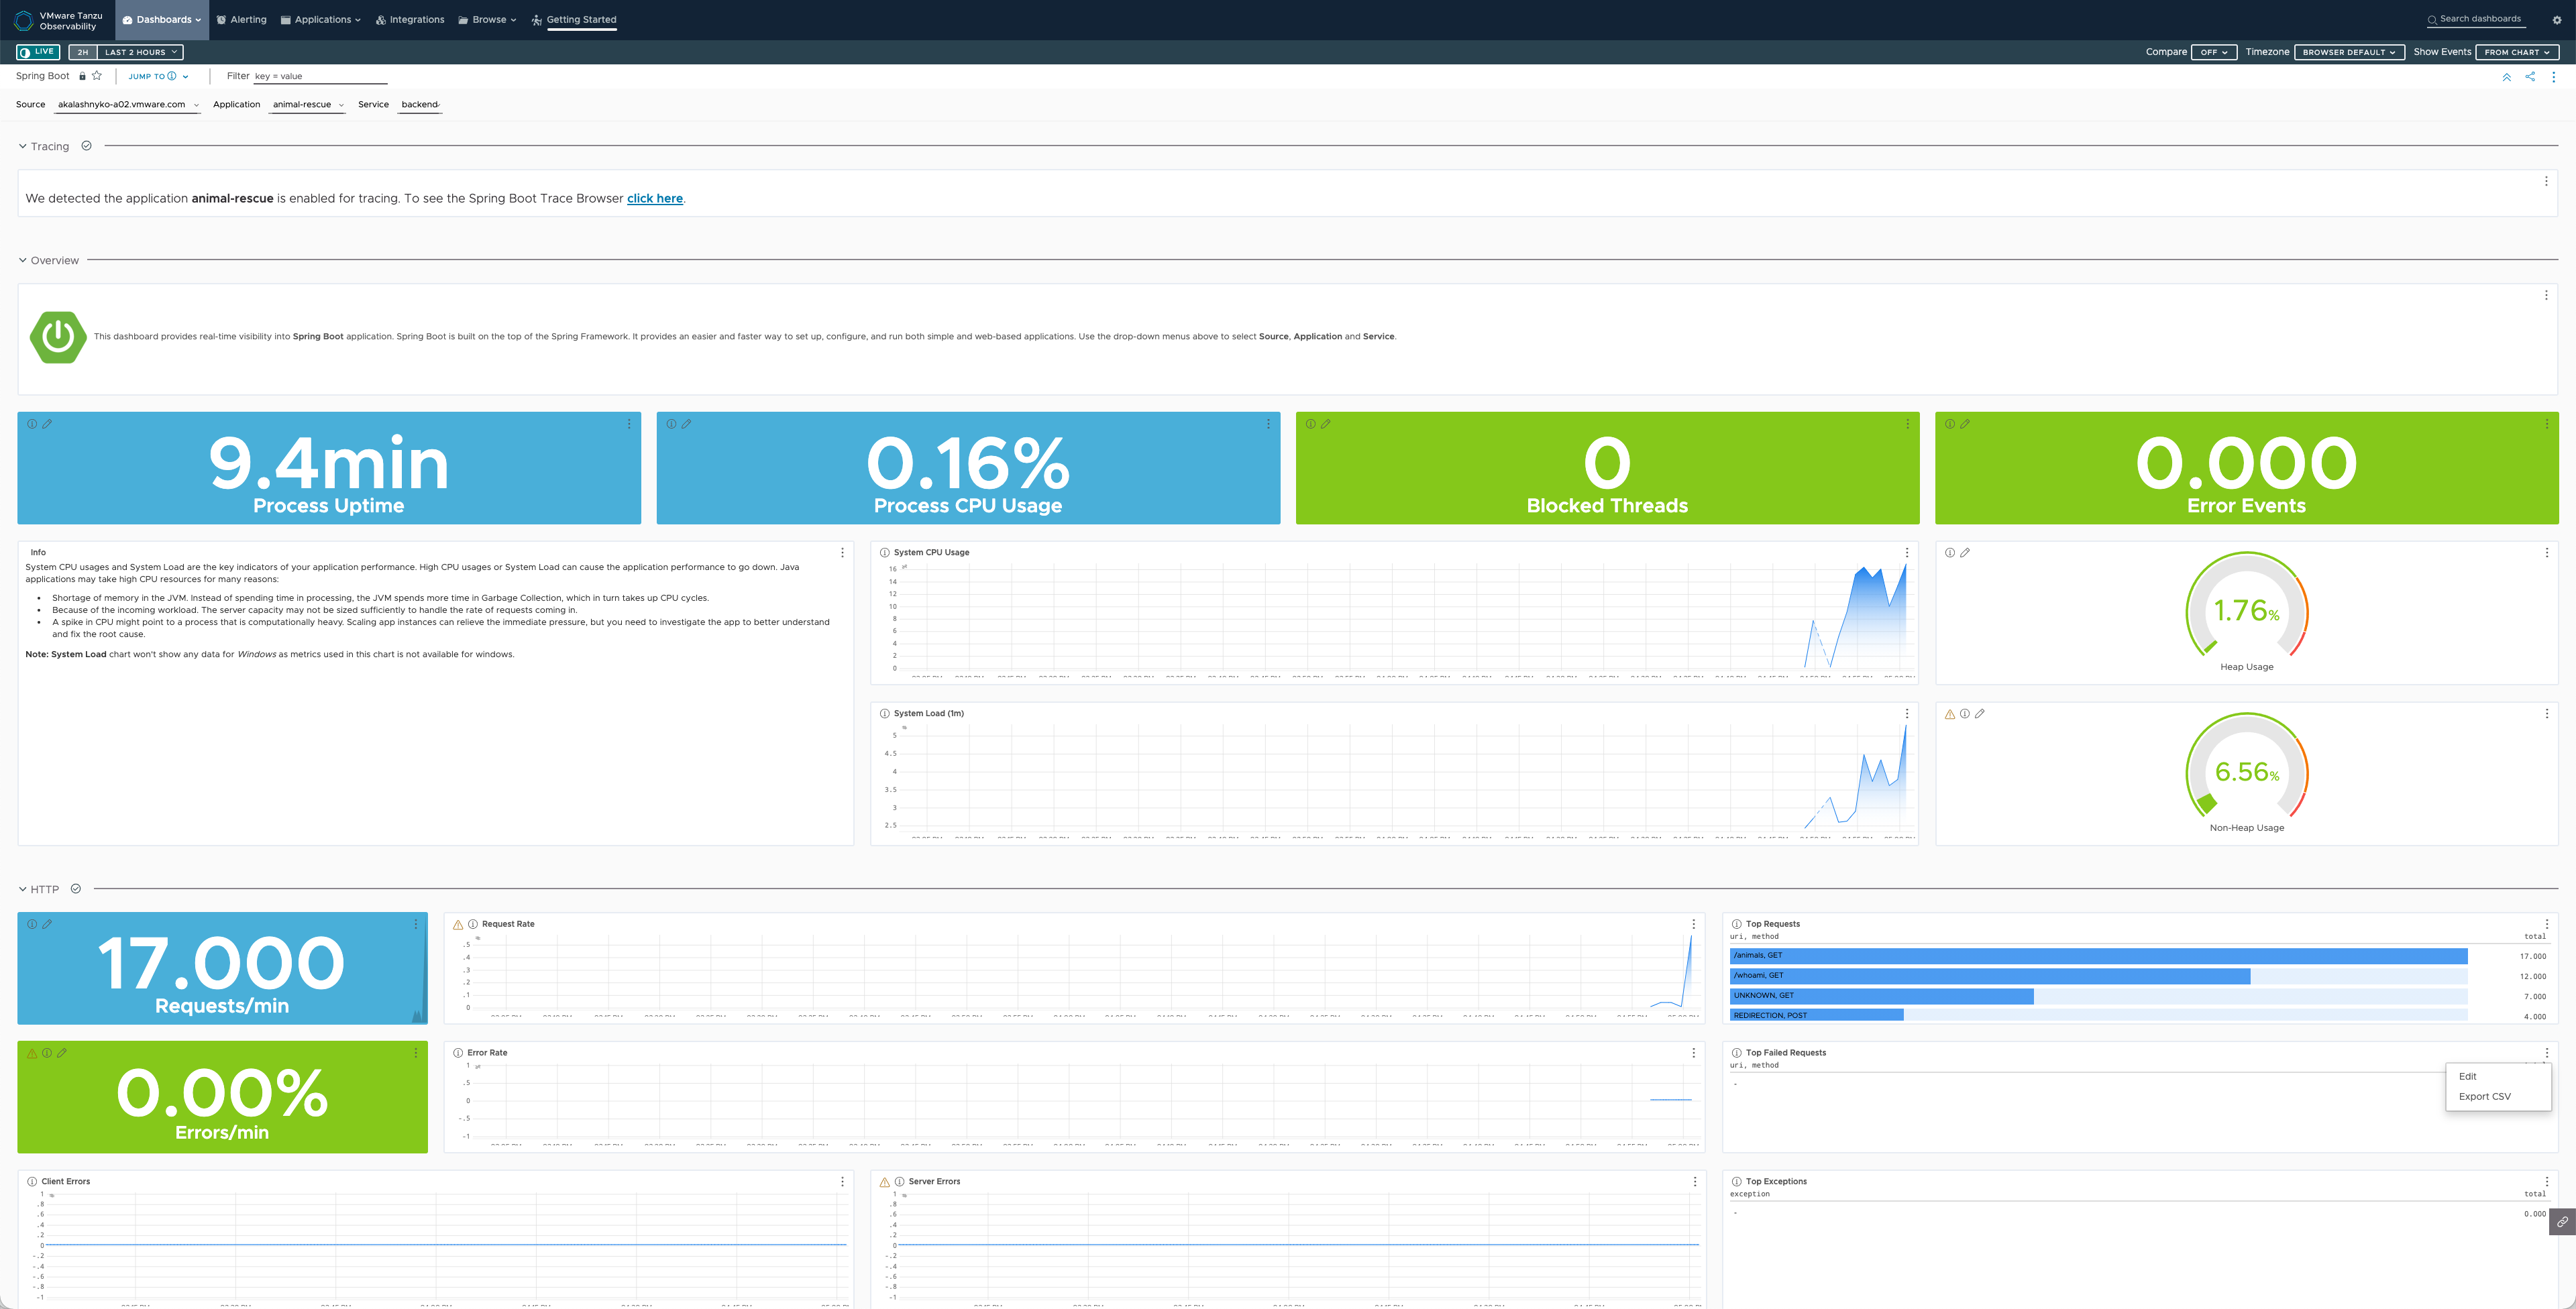 VMware Tanzu
Observability
Dashboards
Alerting
Applications
Integrations
Browse
Getting Started
Search dashboards
LIVE
2H
LAST 2 HOURS
Compare
OFF
Timezone
BROWSER DEFAULT
Show Events
FROM CHART
Spring Boot
JUMP TO
Filter
key = value
Source
akalashnyko-a02.vmware.com
Application
animal-rescue
Service
backend
Tracing
We detected the application animal-rescue is enabled for tracing. To see the Spring Boot Trace Browser click here.
Overview
This dashboard provides real-time visibility into Spring Boot application. Spring Boot is built on the top of the Spring Framework. It provides an easier and faster way to set up, configure, and run both simple and web-based applications. Use the drop-down menus above to select Source, Application and Service.
9.4min
Process Uptime
0.16%
Process CPU Usage
0
Blocked Threads
0.000
Error Events
Info
System CPU usages and System Load are the key indicators of your application performance. High CPU usages or System Load can cause the application performance to go down. Java
applications may take high CPU resources for many reasons:
• Shortage of memory in the JVM. Instead of spending time in processing, the JVM spends more time in Garbage Collection, which in turn takes up CPU cycles.
• Because of the incoming workload. The server capacity may not be sized sufficiently to handle the rate of requests coming in.
• A spike in CPU might point to a process that is computationally heavy. Scaling app instances can relieve the immediate pressure, but you need to investigate the app to better understand
and fix the root cause.
Note: System Load chart won't show any data for Windows as metrics used in this chart is not available for windows.
System CPU Usage
16
14
12
10
8
6
4
2
0
1.76%
Heap Usage
System Load (1m)
%
5
4.5
4
3.5
3
2.5
6.56%
Non-Heap Usage
HTTP
17.000
Requests/min
Request Rate
%
.5
.4
.3
.2
.1
0
Top Requests
uri, method
total
/animals, GET
17.000
/whoami, GET
12.000
UNKNOWN, GET
7.000
REDIRECTION, POST
4.000
0.00%
Errors/min
Error Rate
1
.5
0
-.5
-1
Top Failed Requests
uri, method
-
Edit
Export CSV
Client Errors
%
1
.8
.6
.4
.2
0
-.2
-.4
-.6
-.8
-1
Server Errors
%
1
.8
.6
.4
.2
0
-.2
-.4
-.6
-.8
-1
Top Exceptions
exception
total
-
0.000